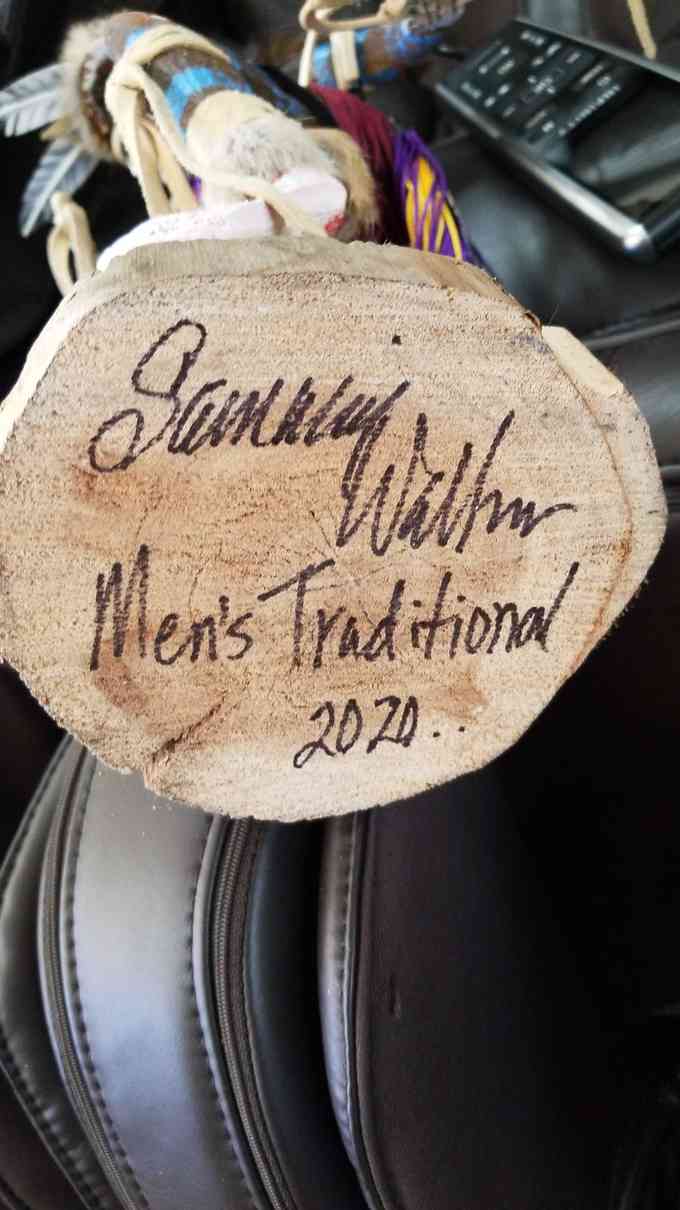 Sammy
Walker
Men's Traditional
2020..